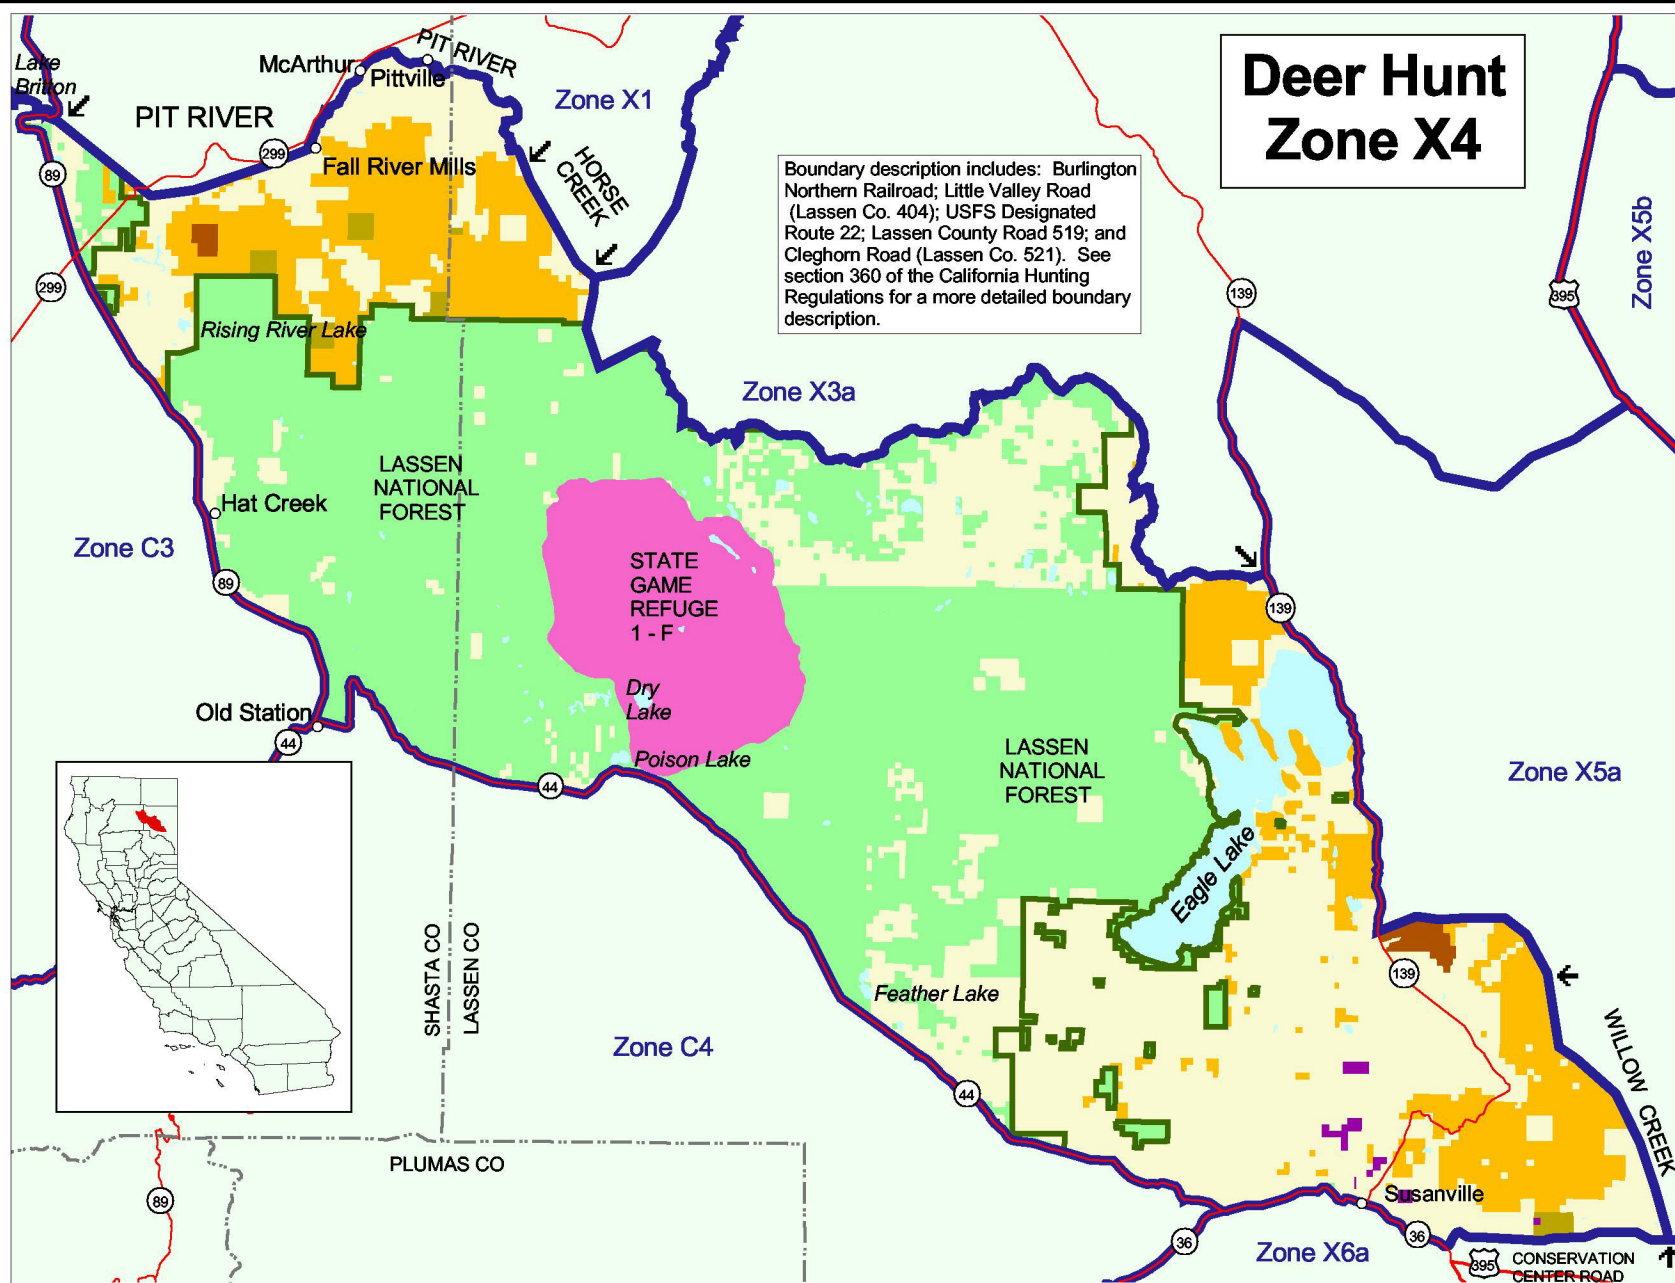 Deer Hunt
Zone X4
Lake
Britton
McArthur
Pittville
PIT RIVER
PIT RIVER
299
Fall River Mills
Zone X1
HORSE
CREEK
89
299
Boundary description includes: Burlington
Northern Railroad; Little Valley Road
(Lassen Co. 404); USFS Designated
Route 22; Lassen County Road 519; and
Cleghorn Road (Lassen Co. 521). See
section 360 of the California Hunting
Regulations for a more detailed boundary
description.
139
395
Zone X5b
Rising River Lake
Zone X3a
LASSEN
NATIONAL
FOREST
Hat Creek
Zone C3
89
STATE
GAME
REFUGE
1 - F
139
Dry
Lake
Old Station
44
Poison Lake
44
LASSEN
NATIONAL
FOREST
Zone X5a
Eagle Lake
SHASTA CO
LASSEN CO
Feather Lake
139
Zone C4
WILLOW CREEK
44
PLUMAS CO
89
Susanville
36
Zone X6a
36
395
CONSERVATION
CENTER ROAD